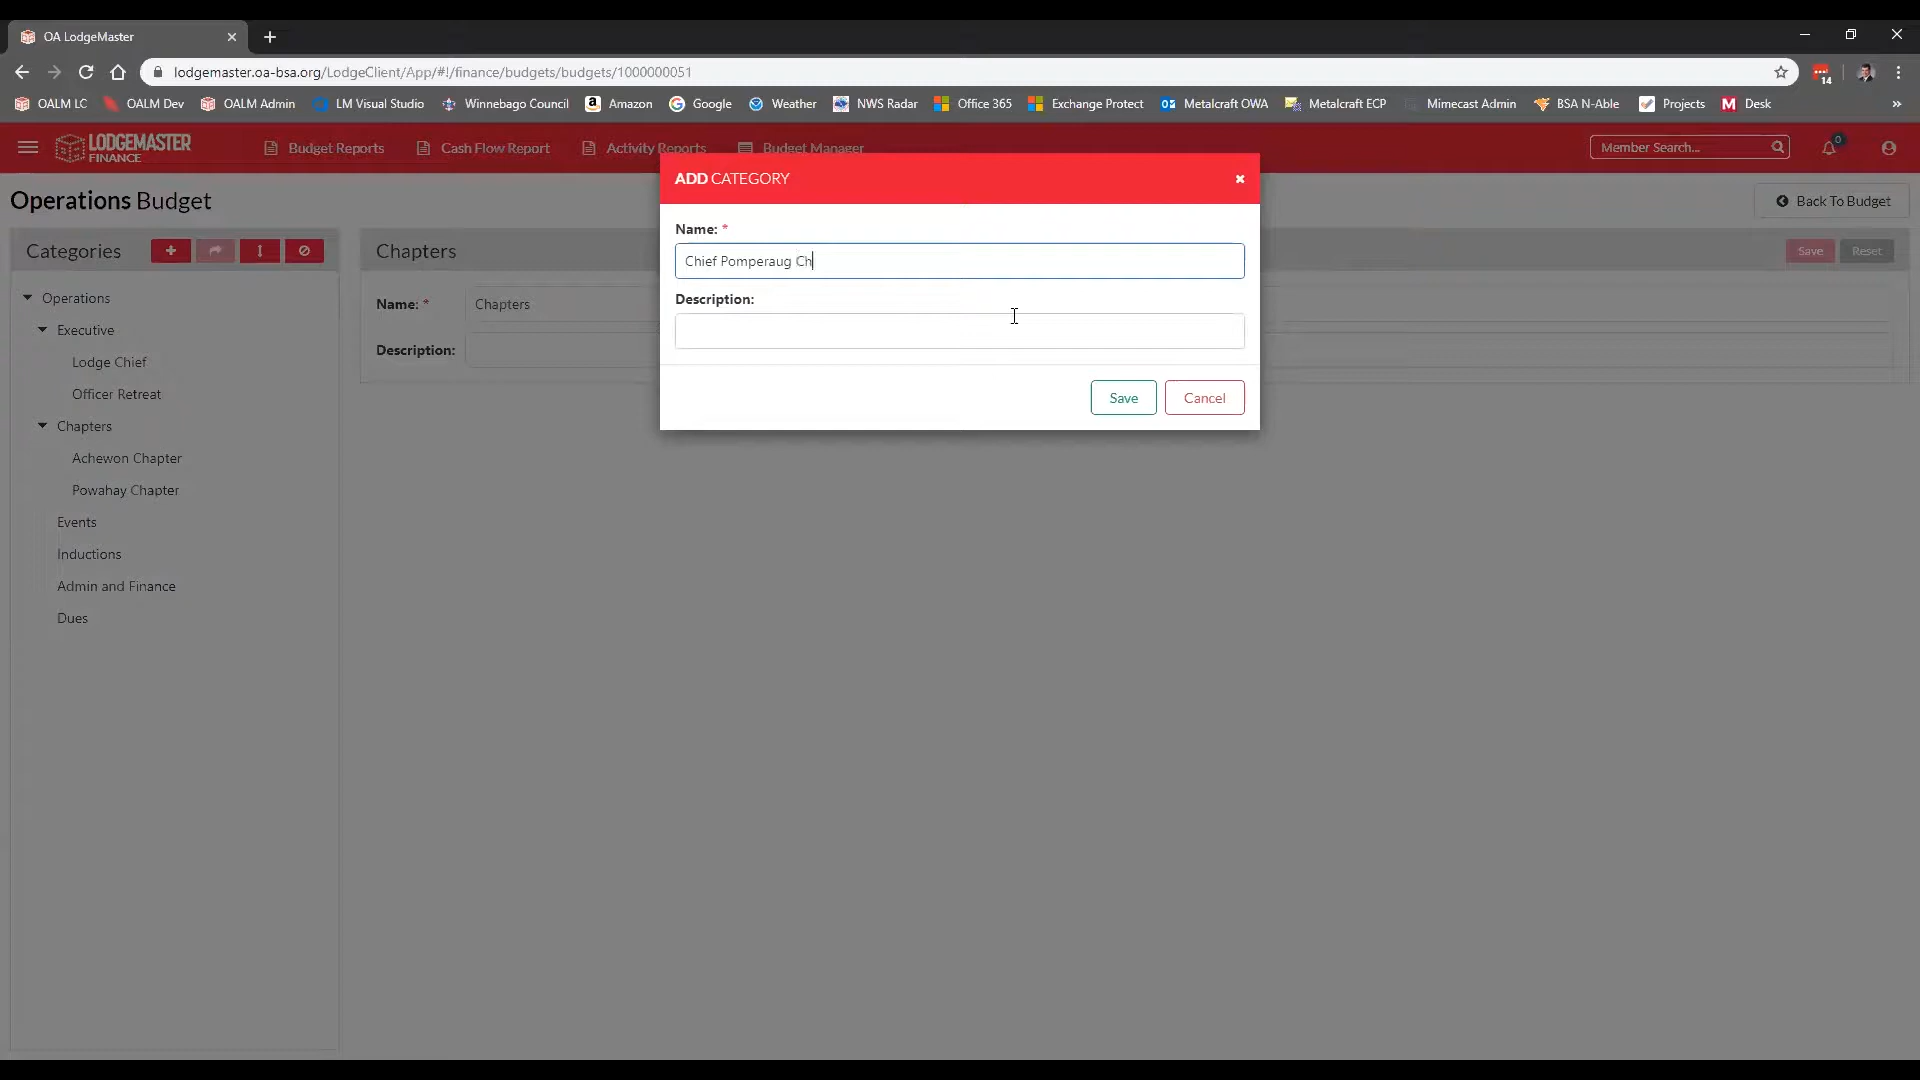 OA LodgeMaster
lodgemaster.oa-bsa.org/LodgeClient/App/#!/finance/budgets/budgets/1000000051
14
OALM LC OALM Dev OALM Admin LM Visual Studio Winnebago Council Amazon Google Weather NWS Radar Office 365 Exchange Protect Metalcraft OWA Metalcraft ECP Mimecast Admin BSA N-Able Projects Desk »
LODGEMASTER
FINANCE
Budget Reports Cash Flow Report Activity Reports Budget Manager
Member Search...
0
ADD CATEGORY
Operations Budget
Back To Budget
Name: *
Chief Pomperaug Ch
Description:
Save Cancel
Categories
Operations
Executive
Lodge Chief
Officer Retreat
Chapters
Achewon Chapter
Powahay Chapter
Events
Inductions
Admin and Finance
Dues
Chapters
Save Reset
Name: * Chapters
Description: